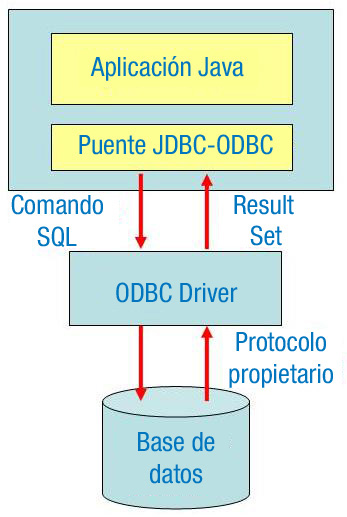 Aplicación Java
Puente JDBC-ODBC
Comando
SQL
Result
Set
ODBC Driver
Protocolo
propietario
Base de
datos